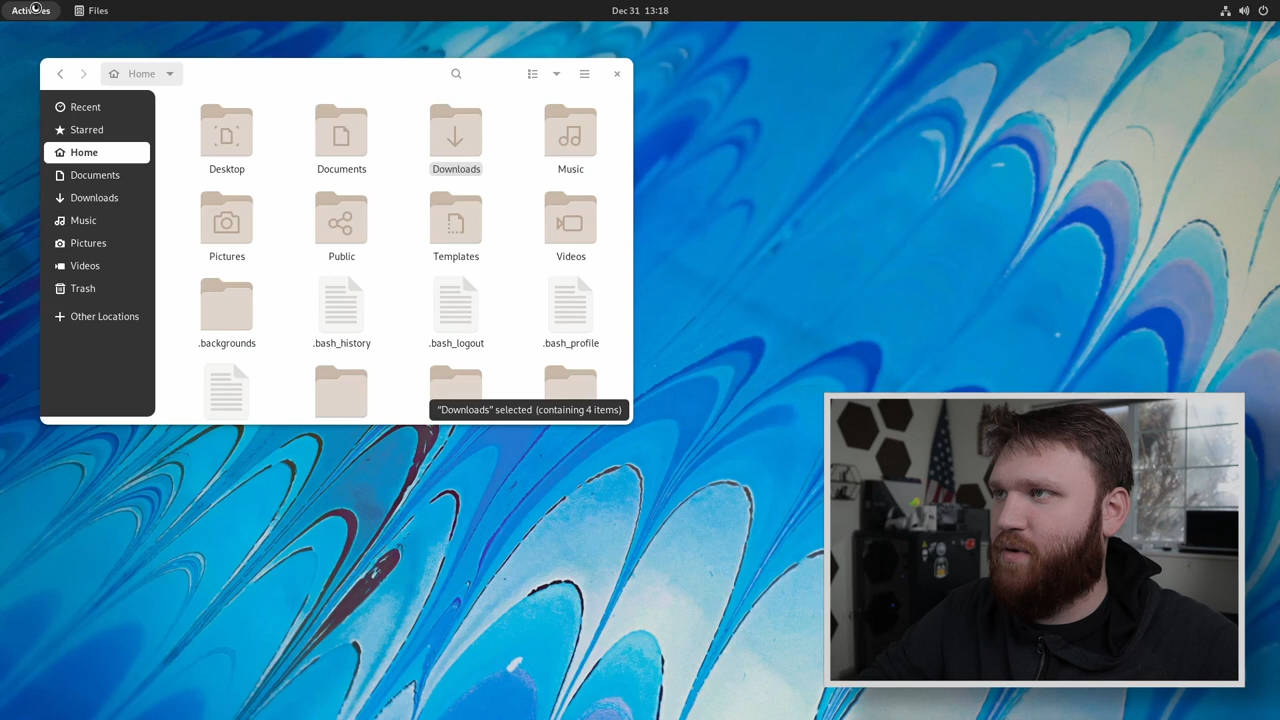 Activities
Files
Dec 31 13:18
Home
Recent
Starred
Home
Documents
Downloads
Music
Pictures
Videos
Trash
Other Locations
Desktop
Documents
Downloads
Music
Pictures
Public
Templates
Videos
.backgrounds
.bash_history
.bash_logout
.bash_profile
"Downloads" selected (containing 4 items)